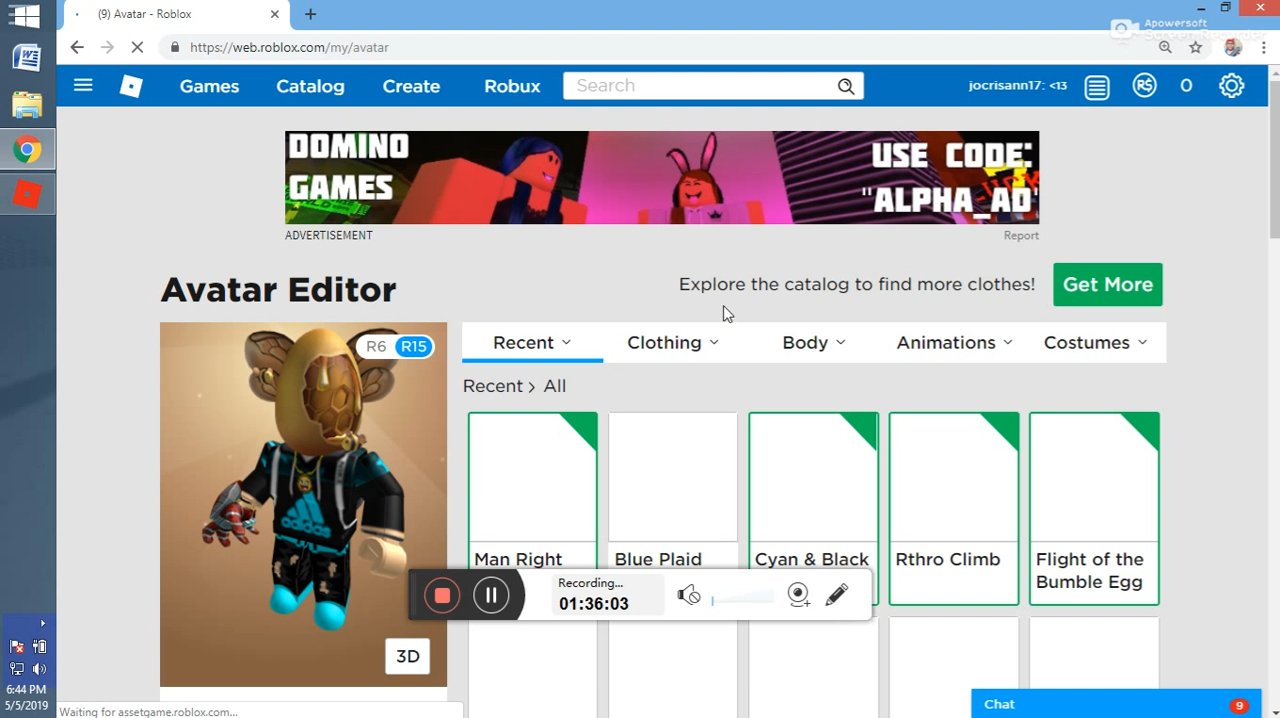 (9) Avatar - Roblox
Apowersoft
Screen Recorder
https://web.roblox.com/my/avatar
Games
Catalog
Create
Robux
Search
jocrisann17: <13
R$
0
DOMINO
GAMES
USE CODE:
"ALPHA_AD"
ADVERTISEMENT
Report
Avatar Editor
Explore the catalog to find more clothes!
Get More
R6
R15
Recent
Clothing
Body
Animations
Costumes
Recent > All
Man Right
Blue Plaid
Cyan & Black
Rthro Climb
Flight of the
Bumble Egg
Recording...
01:36:03
3D
6:44 PM
5/5/2019
Waiting for assetgame.roblox.com...
Chat
9